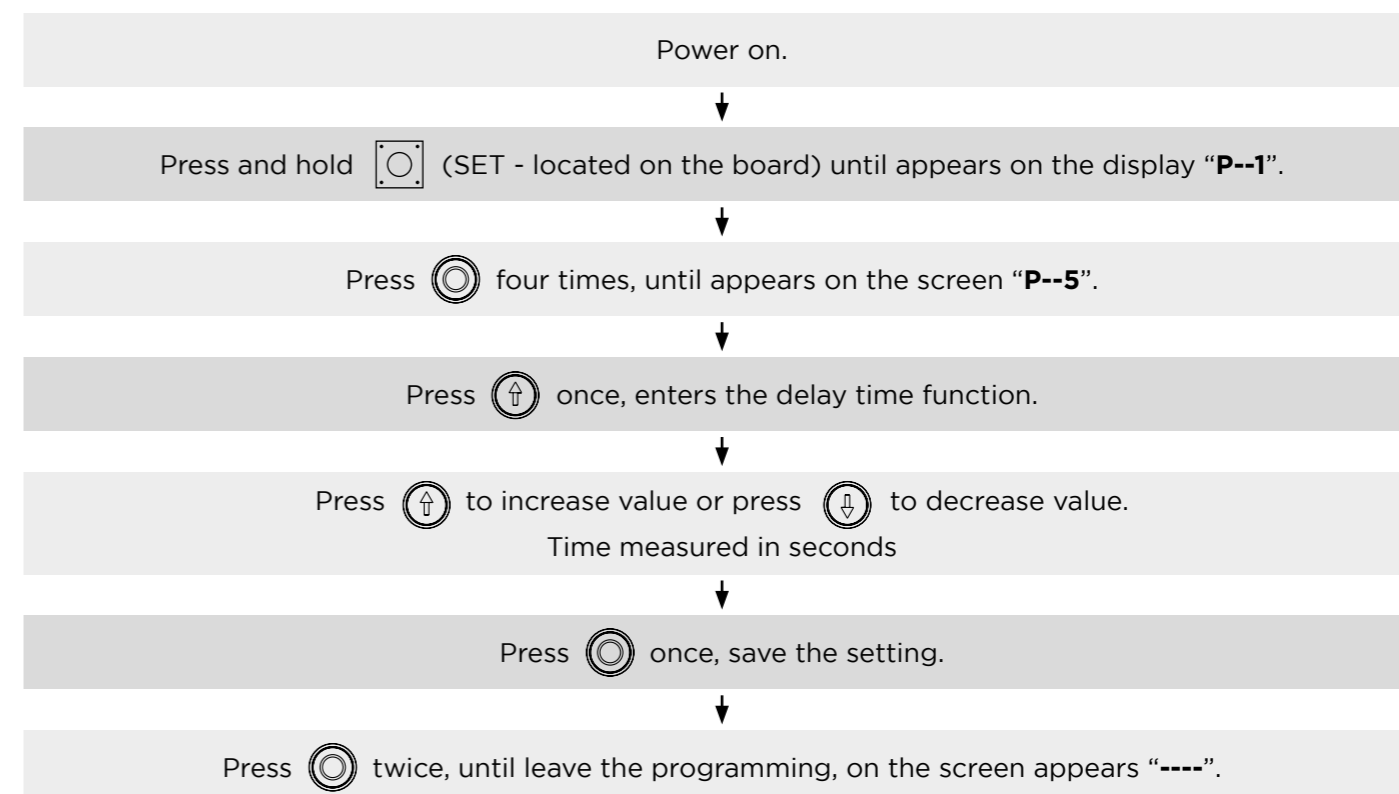 Power on.
Press and hold (SET - located on the board) until appears on the display “P--1”.
Press four times, until appears on the screen “P--5”.
Press once, enters the delay time function.
Press to increase value or press to decrease value.
Time measured in seconds
Press once, save the setting.
Press twice, until leave the programming, on the screen appears “----”.